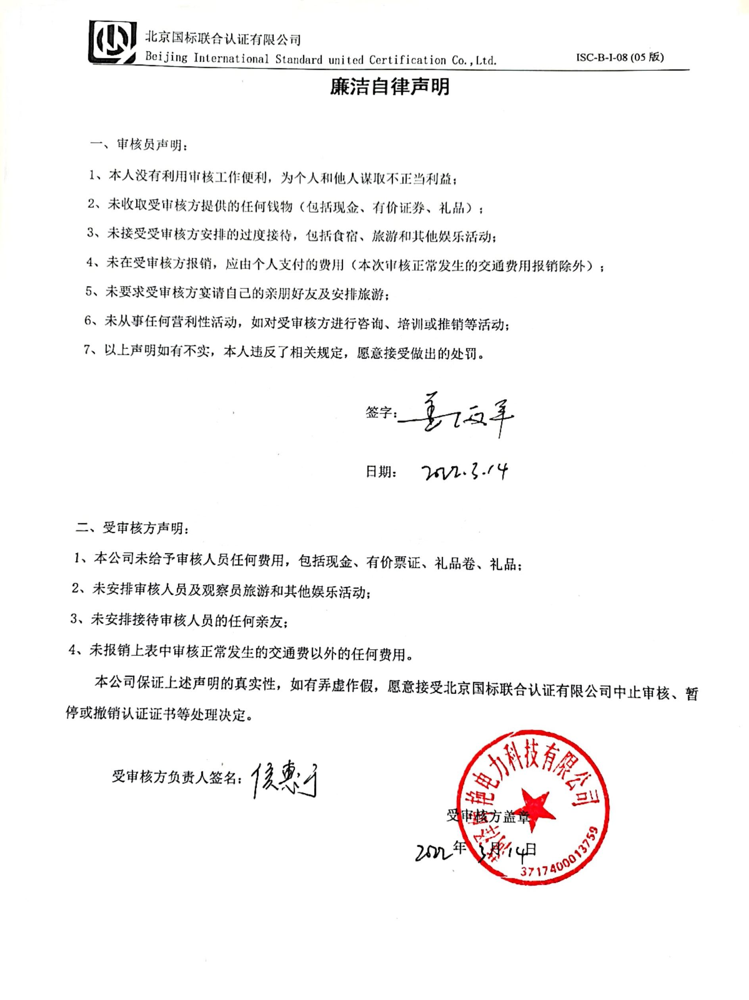 北京国标联合认证有限公司
Beijing International Standard united Certification Co.,Ltd.
ISC-B-I-08 (05 版)
廉洁自律声明
一、审核员声明：
1、本人没有利用审核工作便利，为个人和他人谋取不正当利益；
2、未收取受审核方提供的任何钱物（包括现金、有价证券、礼品）；
3、未接受受审核方安排的过度接待，包括食宿、旅游和其他娱乐活动；
4、未在受审核方报销，应由个人支付的费用（本次审核正常发生的交通费用报销除外）；
5、未要求受审核方宴请自己的亲朋好友及安排旅游；
6、未从事任何营利性活动，如对受审核方进行咨询、培训或推销等活动；
7、以上声明如有不实，本人违反了相关规定，愿意接受做出的处罚。
签字：
日期： 2022.3.14
二、受审核方声明：
1、本公司未给予审核人员任何费用，包括现金、有价票证、礼品卷、礼品；
2、未安排审核人员及观察员旅游和其他娱乐活动；
3、未安排接待审核人员的任何亲友；
4、未报销上表中审核正常发生的交通费以外的任何费用。
本公司保证上述声明的真实性，如有弄虚作假，愿意接受北京国标联合认证有限公司中止审核、暂
停或撤销认证证书等处理决定。
受审核方负责人签名：侯惠
电力科技有限公司
受审核方盖章
2022 年 3 月 14 日
3717400013759